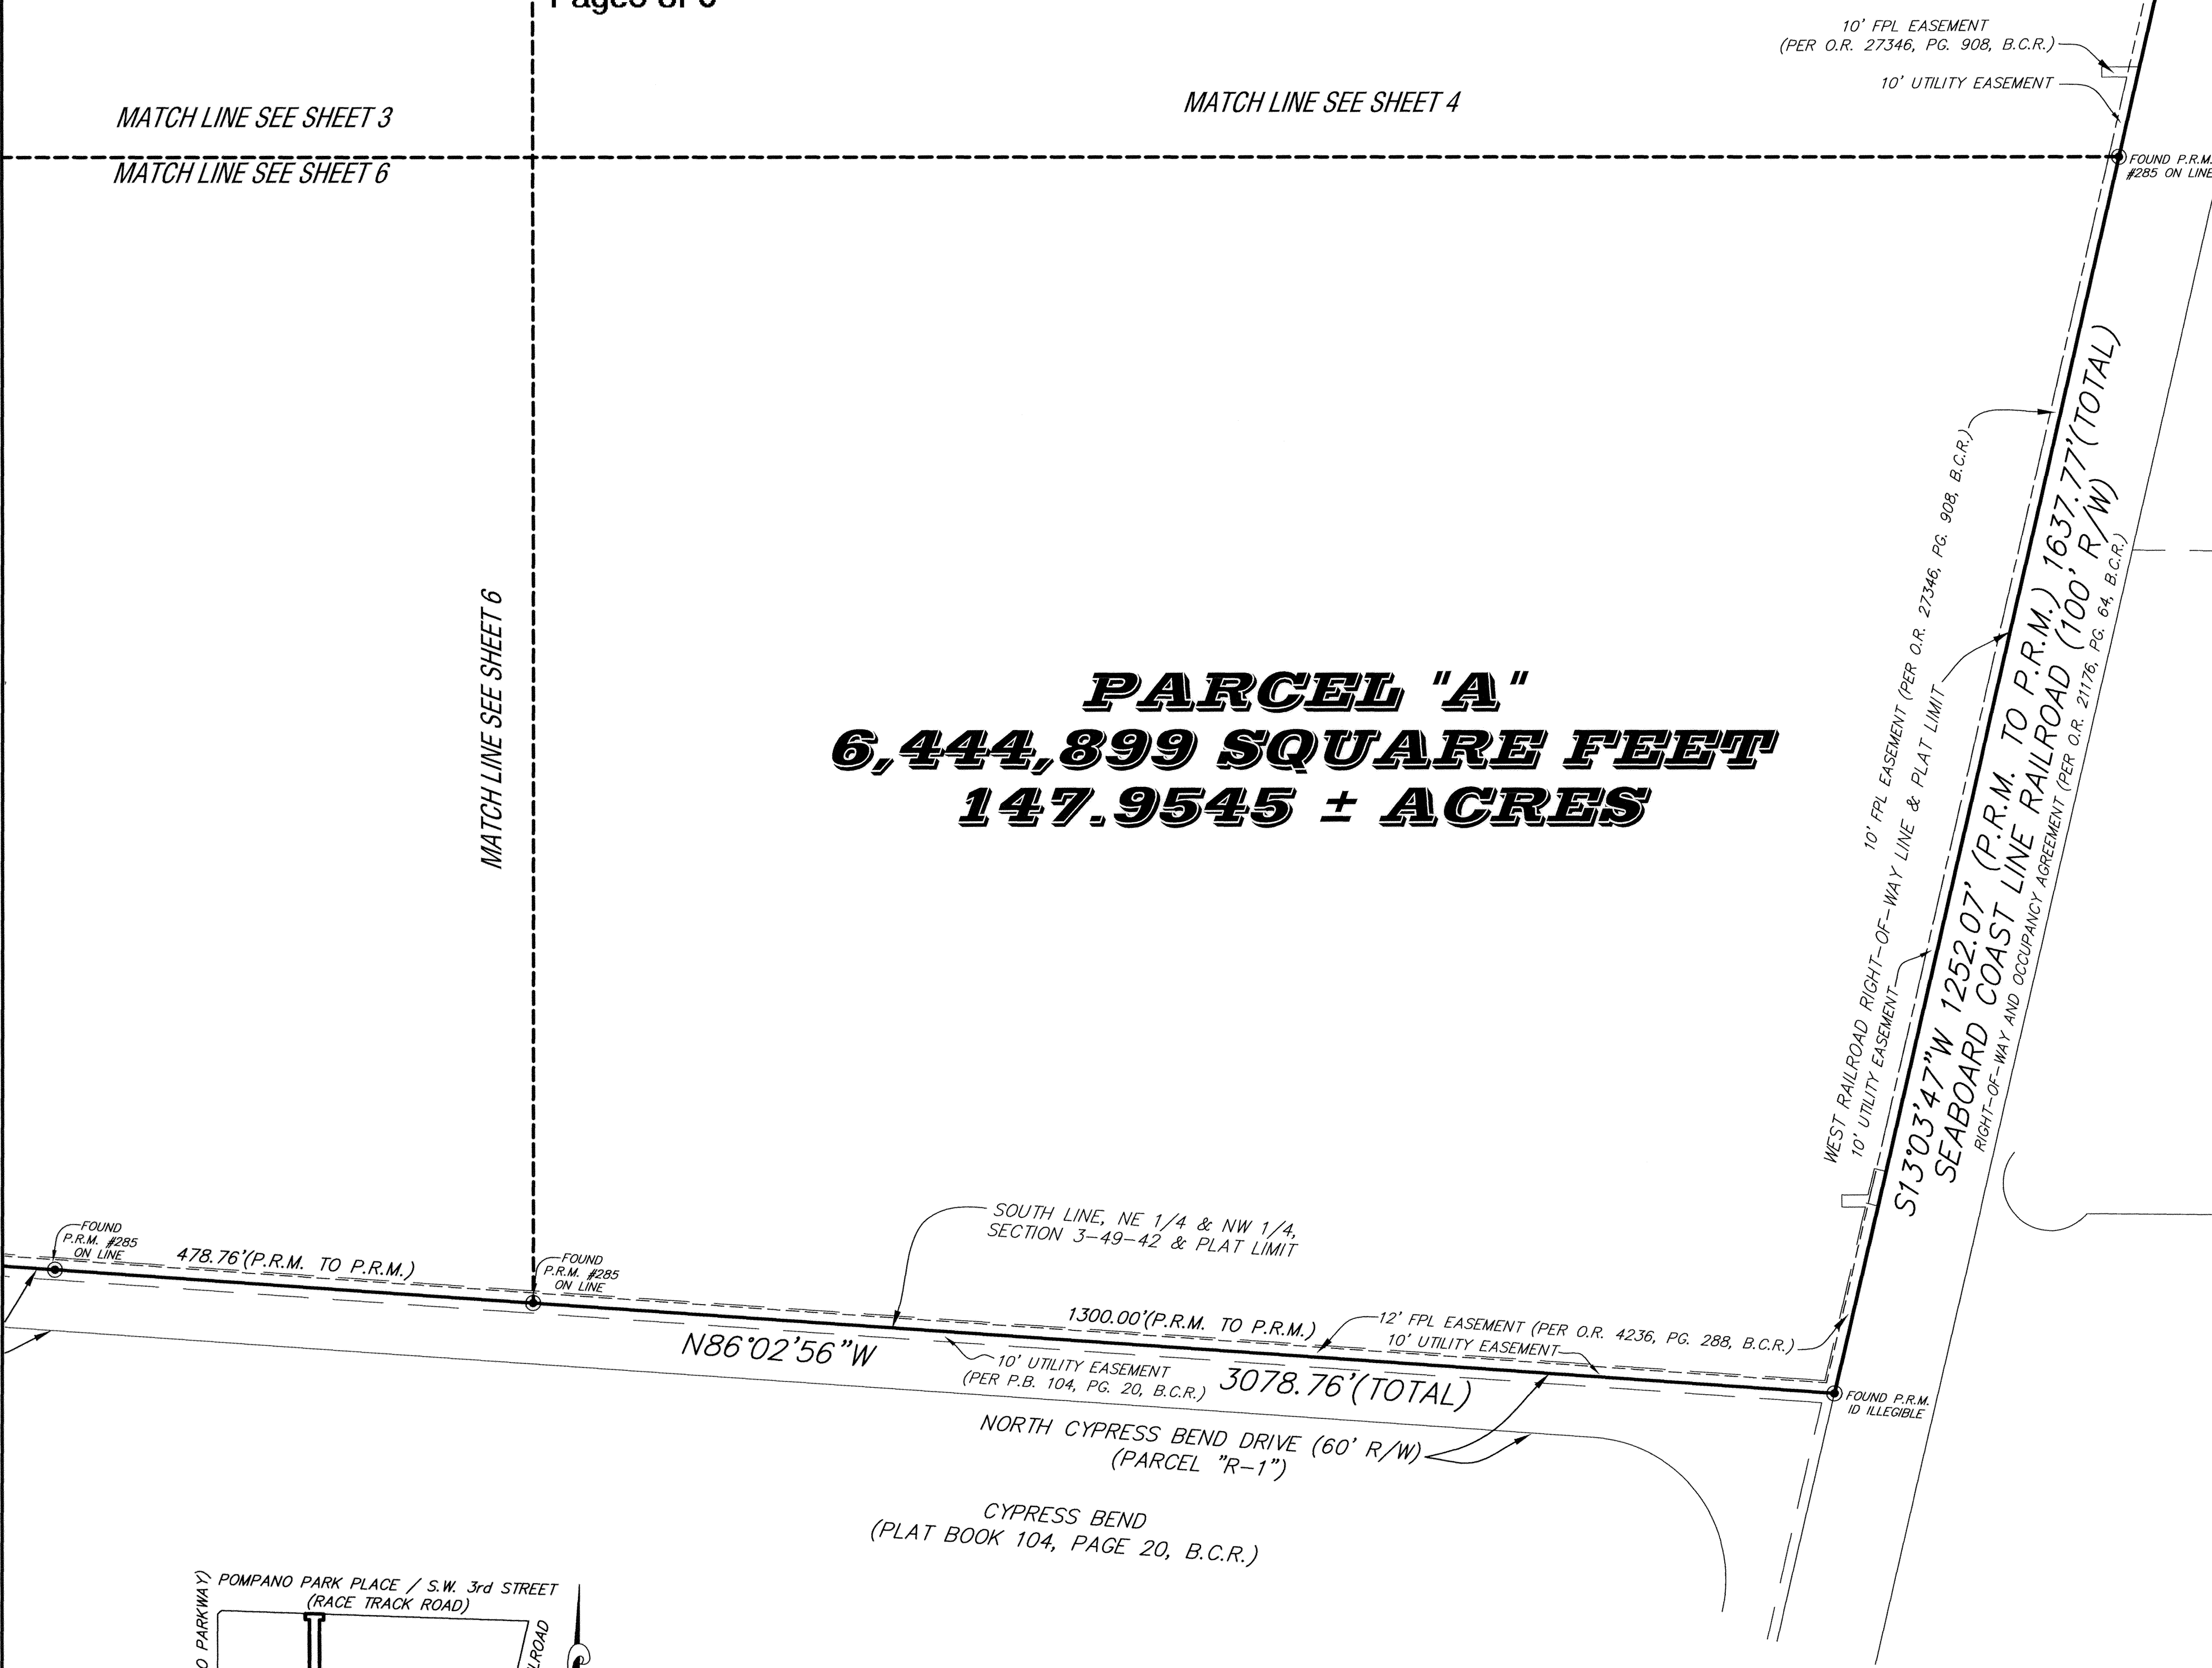 10' FPL EASEMENT
(PER O.R. 27346, PG. 908, B.C.R.)
10' UTILITY EASEMENT
MATCH LINE SEE SHEET 3
MATCH LINE SEE SHEET 4
MATCH LINE SEE SHEET 6
FOUND P.R.M.
#285 ON LINE
MATCH LINE SEE SHEET 6
PARCEL "A"
6,444,899 SQUARE FEET
147.9545 ± ACRES
10' FPL EASEMENT (PER O.R. 27346, PG. 908, B.C.R.)
WEST RAILROAD RIGHT-OF-WAY LINE & PLAT LIMIT
10' UTILITY EASEMENT
S13°03'47"W 1252.07' (P.R.M. TO P.R.M.) 1637.77'(TOTAL)
SEABOARD COAST LINE RAILROAD (100' R/W)
RIGHT-OF-WAY AND OCCUPANCY AGREEMENT (PER O.R. 21176, PG. 64, B.C.R.)
FOUND
P.R.M. #285
ON LINE
478.76'(P.R.M. TO P.R.M.)
FOUND
P.R.M. #285
ON LINE
SOUTH LINE, NE 1/4 & NW 1/4,
SECTION 3-49-42 & PLAT LIMIT
1300.00'(P.R.M. TO P.R.M.)
12' FPL EASEMENT (PER O.R. 4236, PG. 288, B.C.R.)
10' UTILITY EASEMENT
N86°02'56"W
10' UTILITY EASEMENT
(PER P.B. 104, PG. 20, B.C.R.)
3078.76'(TOTAL)
FOUND P.R.M.
ID ILLEGIBLE
NORTH CYPRESS BEND DRIVE (60' R/W)
(PARCEL "R-1")
CYPRESS BEND
(PLAT BOOK 104, PAGE 20, B.C.R.)
POMPANO PARK PLACE / S.W. 3rd STREET
(RACE TRACK ROAD)
PARKWAY)